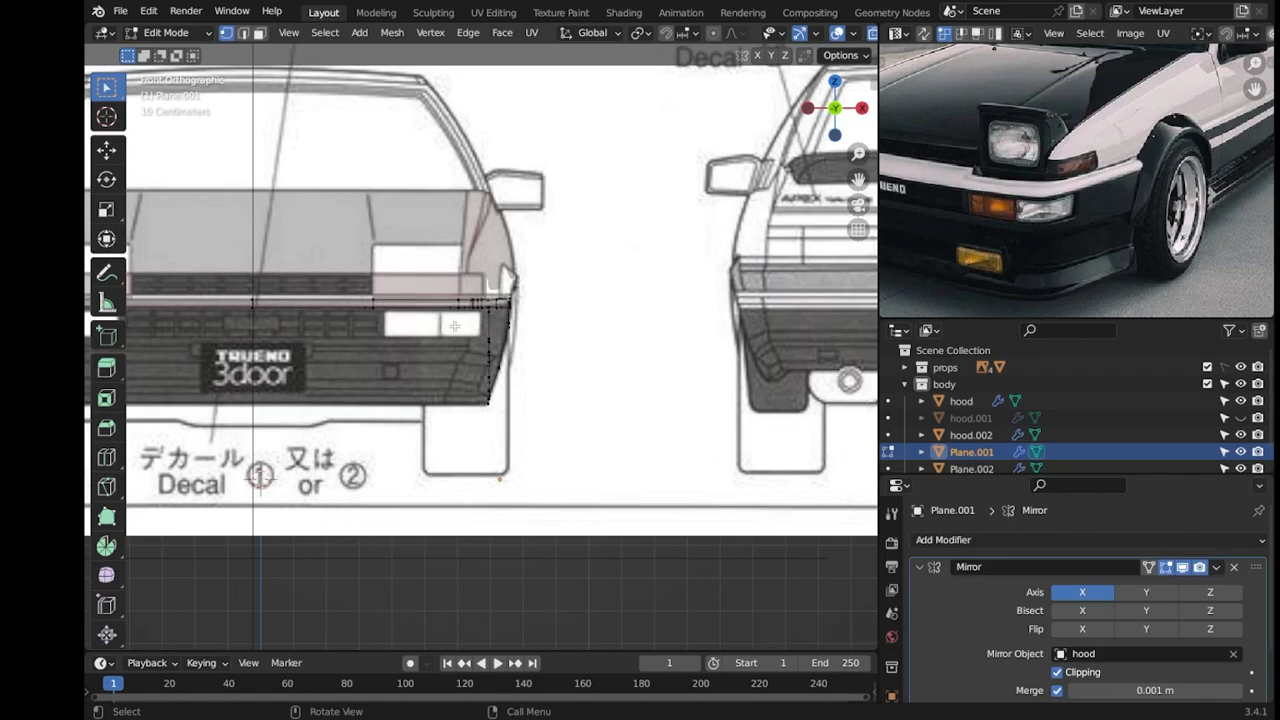 File Edit Render Window Help Layout Modeling Sculpting UV Editing Texture Paint Shading Animation Rendering Compositing Geometry Nodes Scene ViewLayer
Edit Mode View Select Add Mesh Vertex Edge Face UV Global View Select Image UV
X Y Z Options
Decal
Front Orthographic
(1) Plane.001
10 Centimeters
Z
-Y X
APEX
TRUENO
3door
デカール ① 又は ②
Decal or
UENO
Scene Collection
props 4
body
hood
hood.001
hood.002
Plane.001
Plane.002
Plane.001 > Mirror
Add Modifier
Mirror
Axis X Y Z
Bisect X Y Z
Flip X Y Z
Mirror Object hood
Clipping
Merge 0.001 m
Playback Keying View Marker 1 Start 1 End 250
1 20 40 60 80 100 120 140 160 180 200 220 240
Select Rotate View Call Menu 3.4.1